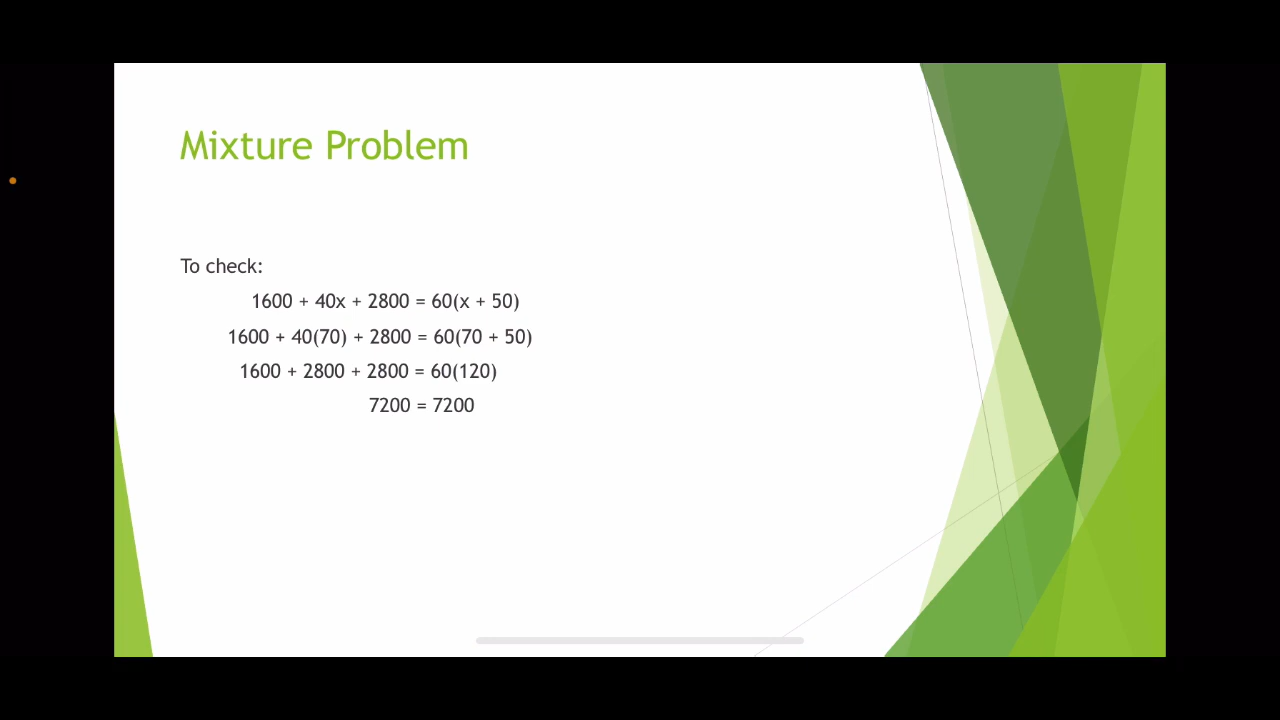 Mixture Problem
To check:
1600 + 40x + 2800 = 60(x + 50)
1600 + 40(70) + 2800 = 60(70 + 50)
1600 + 2800 + 2800 = 60(120)
7200 = 7200